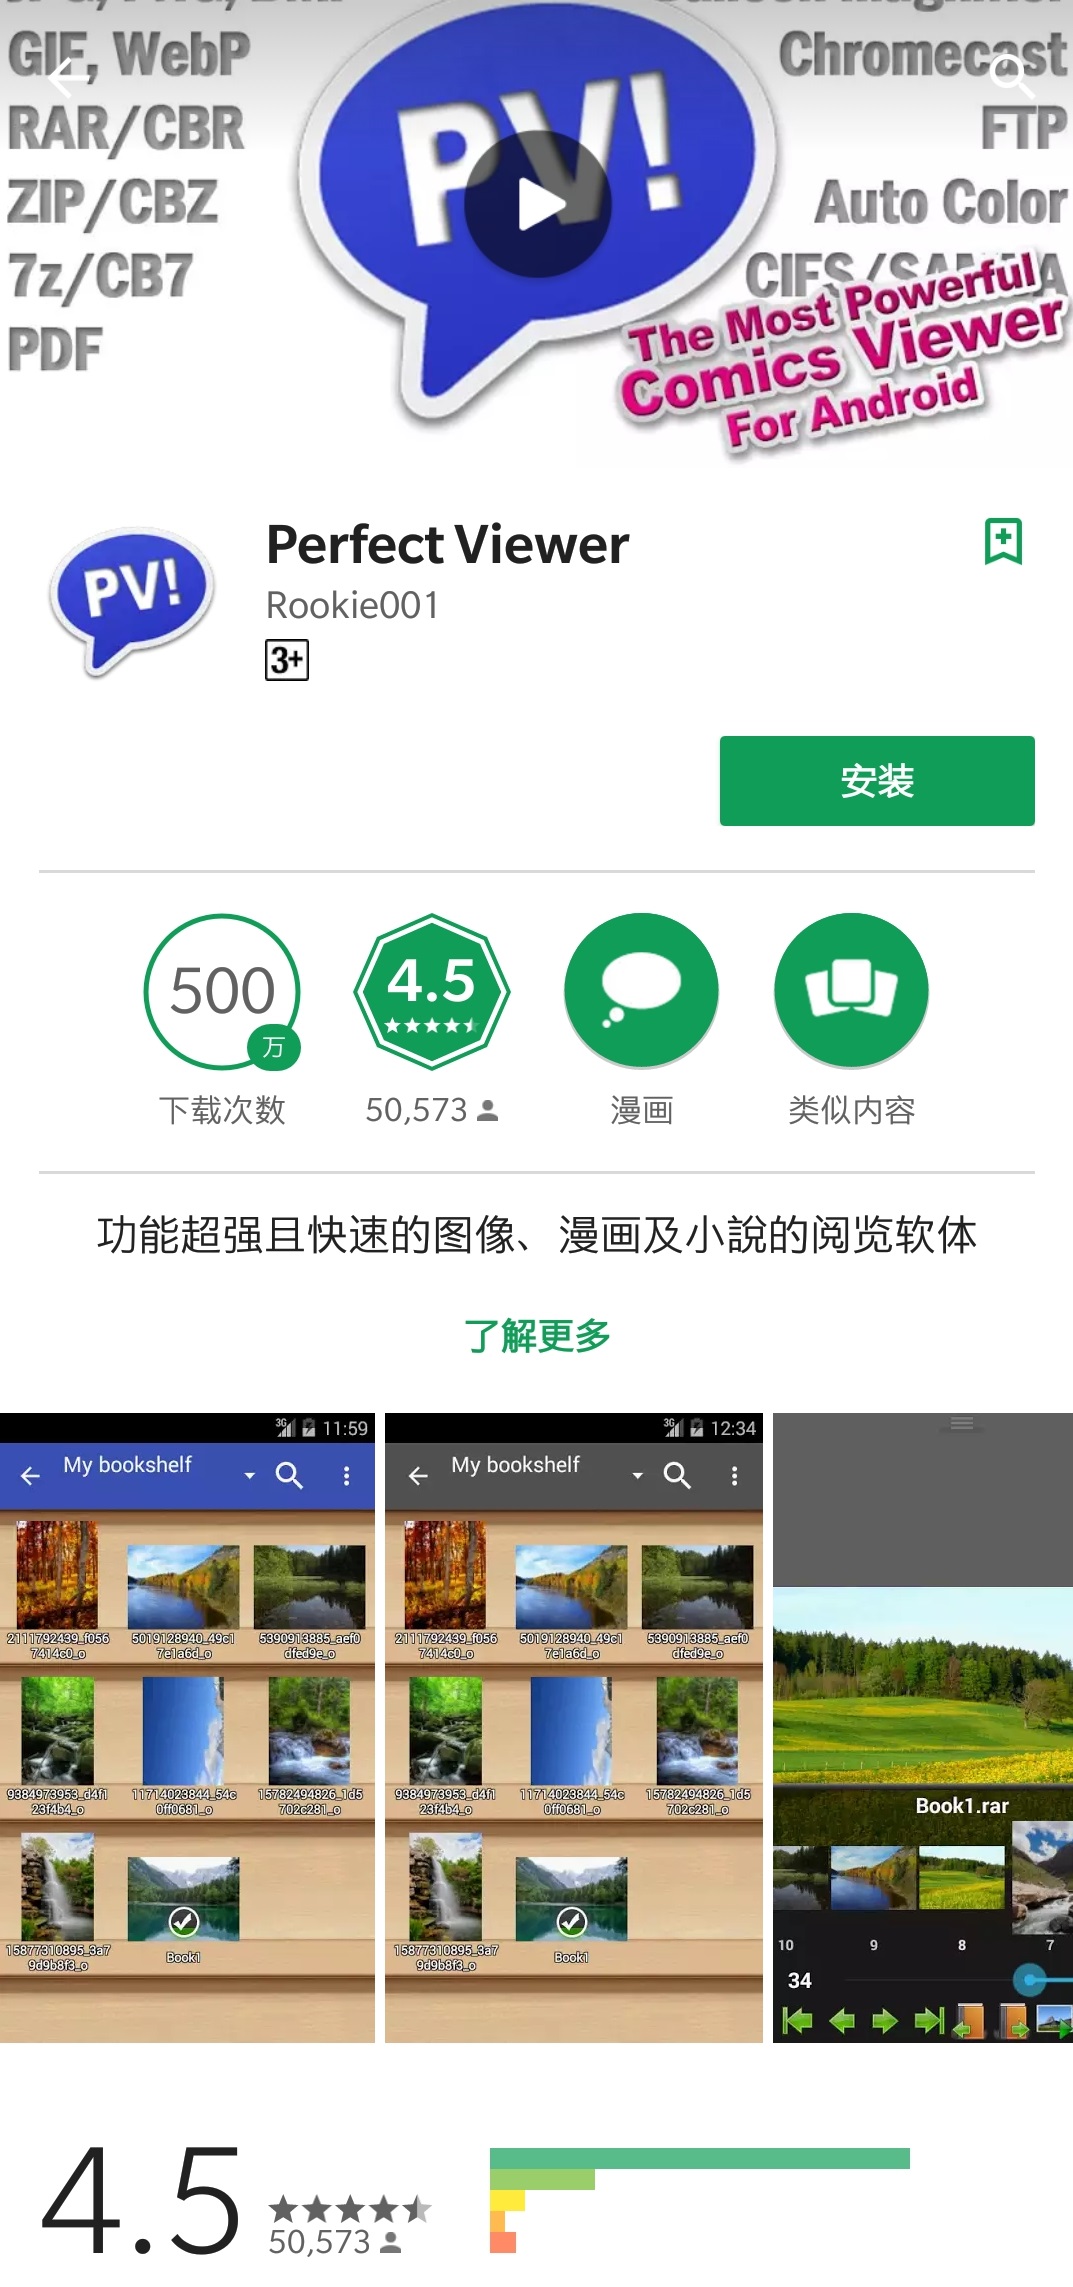 GIF, WebP
RAR/CBR
ZIP/CBZ
7z/CB7
PDF
PV!
Chromecast
FTP
Auto Color
The Most Powerful
Comics Viewer
For Android
PV!
Perfect Viewer
Rookie001
3+
安装
500
万
下载次数
4.5
50,573
漫画
类似内容
功能超强且快速的图像、漫画及小說的阅览软体
了解更多
3G 11:59
My bookshelf
2111792439_f056
7414c0_o
5019128940_49c1
7e1a6d_o
5390913885_aef0
dfed9e_o
9384973953_d4f1
23f4b4_o
11714023844_54c
0ff0681_o
15782494826_1d5
702c281_o
15877310895_3a7
9d9b8f3_o
Book1
3G 12:34
My bookshelf
2111792439_f056
7414c0_o
5019128940_49c1
7e1a6d_o
5390913885_aef0
dfed9e_o
9384973953_d4f1
23f4b4_o
11714023844_54c
0ff0681_o
15782494826_1d5
702c281_o
15877310895_3a7
9d9b8f3_o
Book1
Book1.rar
10 9 8 7
34
4.5
50,573